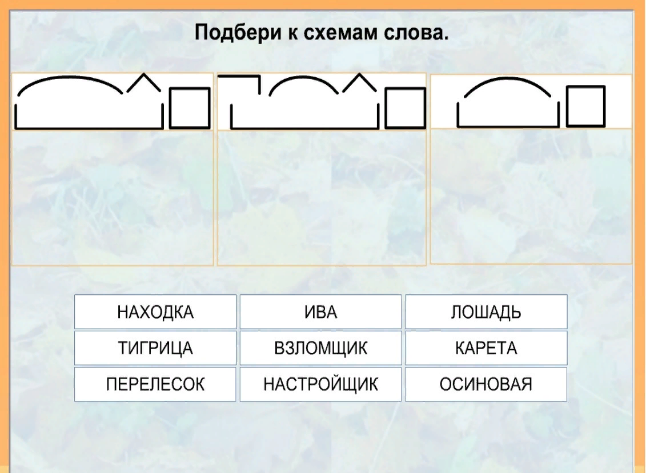 Подбери к схемам слова.
НАХОДКА ИВА ЛОШАДЬ
ТИГРИЦА ВЗЛОМЩИК КАРЕТА
ПЕРЕЛЕСОК НАСТРОЙЩИК ОСИНОВАЯ